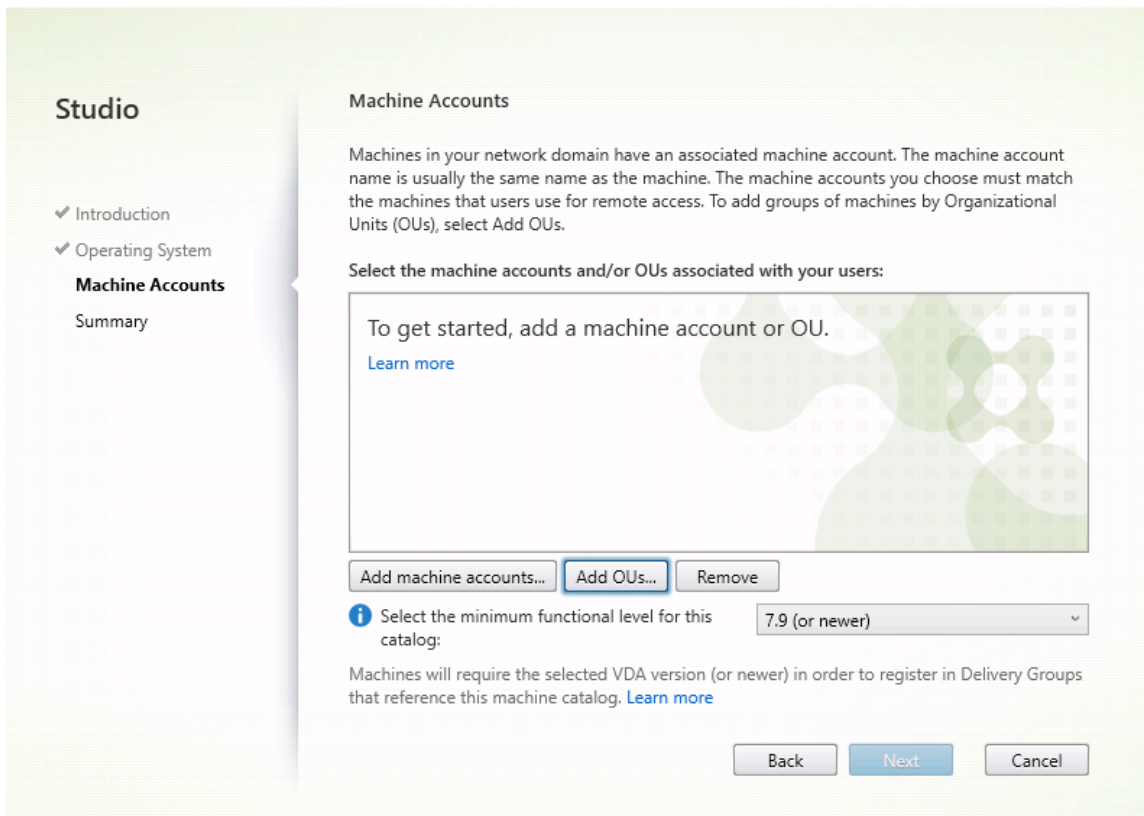 Studio
Introduction
Operating System
Machine Accounts
Summary
Machine Accounts
Machines in your network domain have an associated machine account. The machine account
name is usually the same name as the machine. The machine accounts you choose must match
the machines that users use for remote access. To add groups of machines by Organizational
Units (OUs), select Add OUs.
Select the machine accounts and/or OUs associated with your users:
To get started, add a machine account or OU.
Learn more
Add machine accounts... Add OUs... Remove
Select the minimum functional level for this
catalog:
7.9 (or newer)
Machines will require the selected VDA version (or newer) in order to register in Delivery Groups
that reference this machine catalog. Learn more
Back Next Cancel